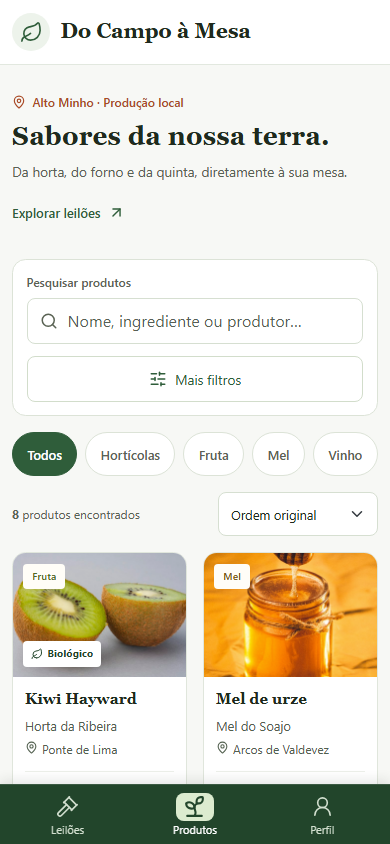 Do Campo à Mesa
Alto Minho · Produção local
Sabores da nossa terra.
Da horta, do forno e da quinta, diretamente à sua mesa.
Explorar leilões
Pesquisar produtos
Nome, ingrediente ou produtor...
Mais filtros
Todos
Hortícolas
Fruta
Mel
Vinho
8 produtos encontrados
Ordem original
Fruta
Biológico
Kiwi Hayward
Horta da Ribeira
Ponte de Lima
Mel
Mel de urze
Mel do Soajo
Arcos de Valdevez
Leilões
Produtos
Perfil